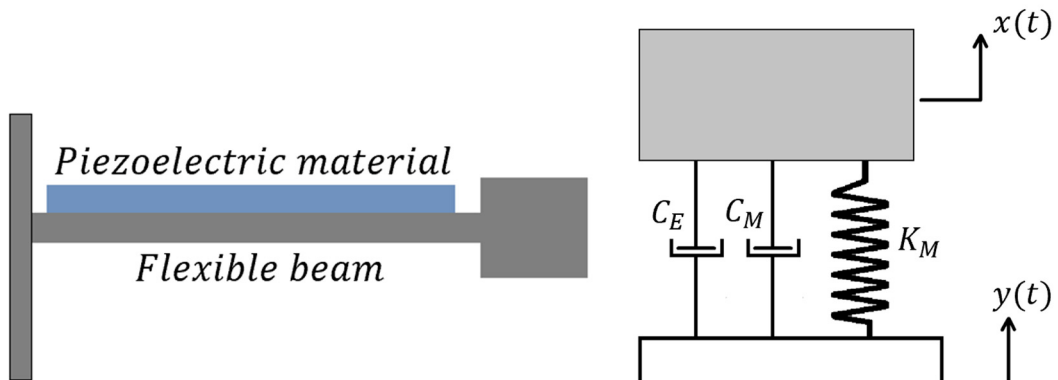 Piezoelectric material
Flexible beam
x(t)
C_E
C_M
K_M
y(t)